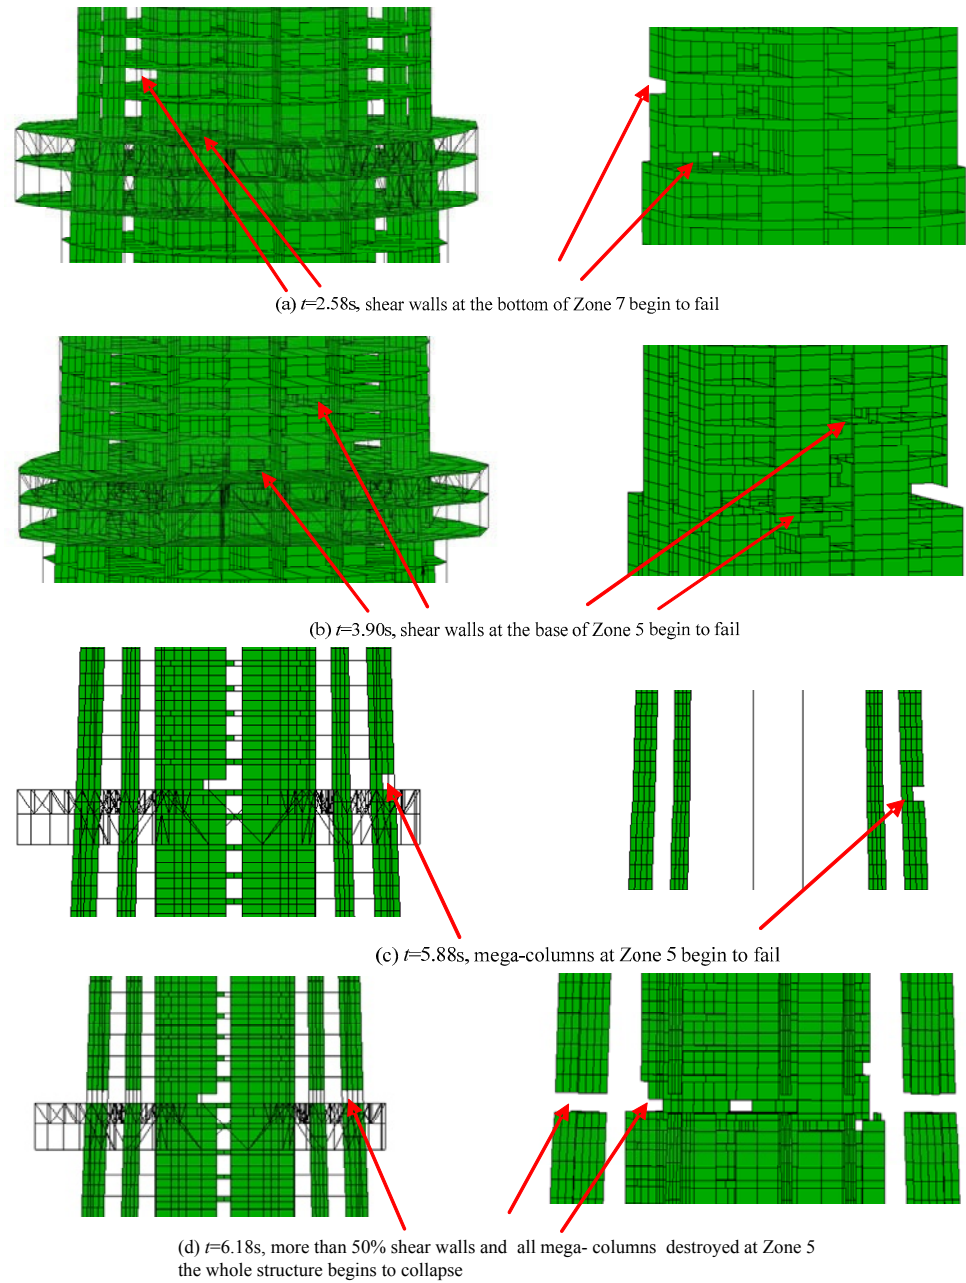 (a) t=2.58s, shear walls at the bottom of Zone 7 begin to fail
(b) t=3.90s, shear walls at the base of Zone 5 begin to fail
(c) t=5.88s, mega-columns at Zone 5 begin to fail
(d) t=6.18s, more than 50% shear walls and all mega- columns destroyed at Zone 5
the whole structure begins to collapse